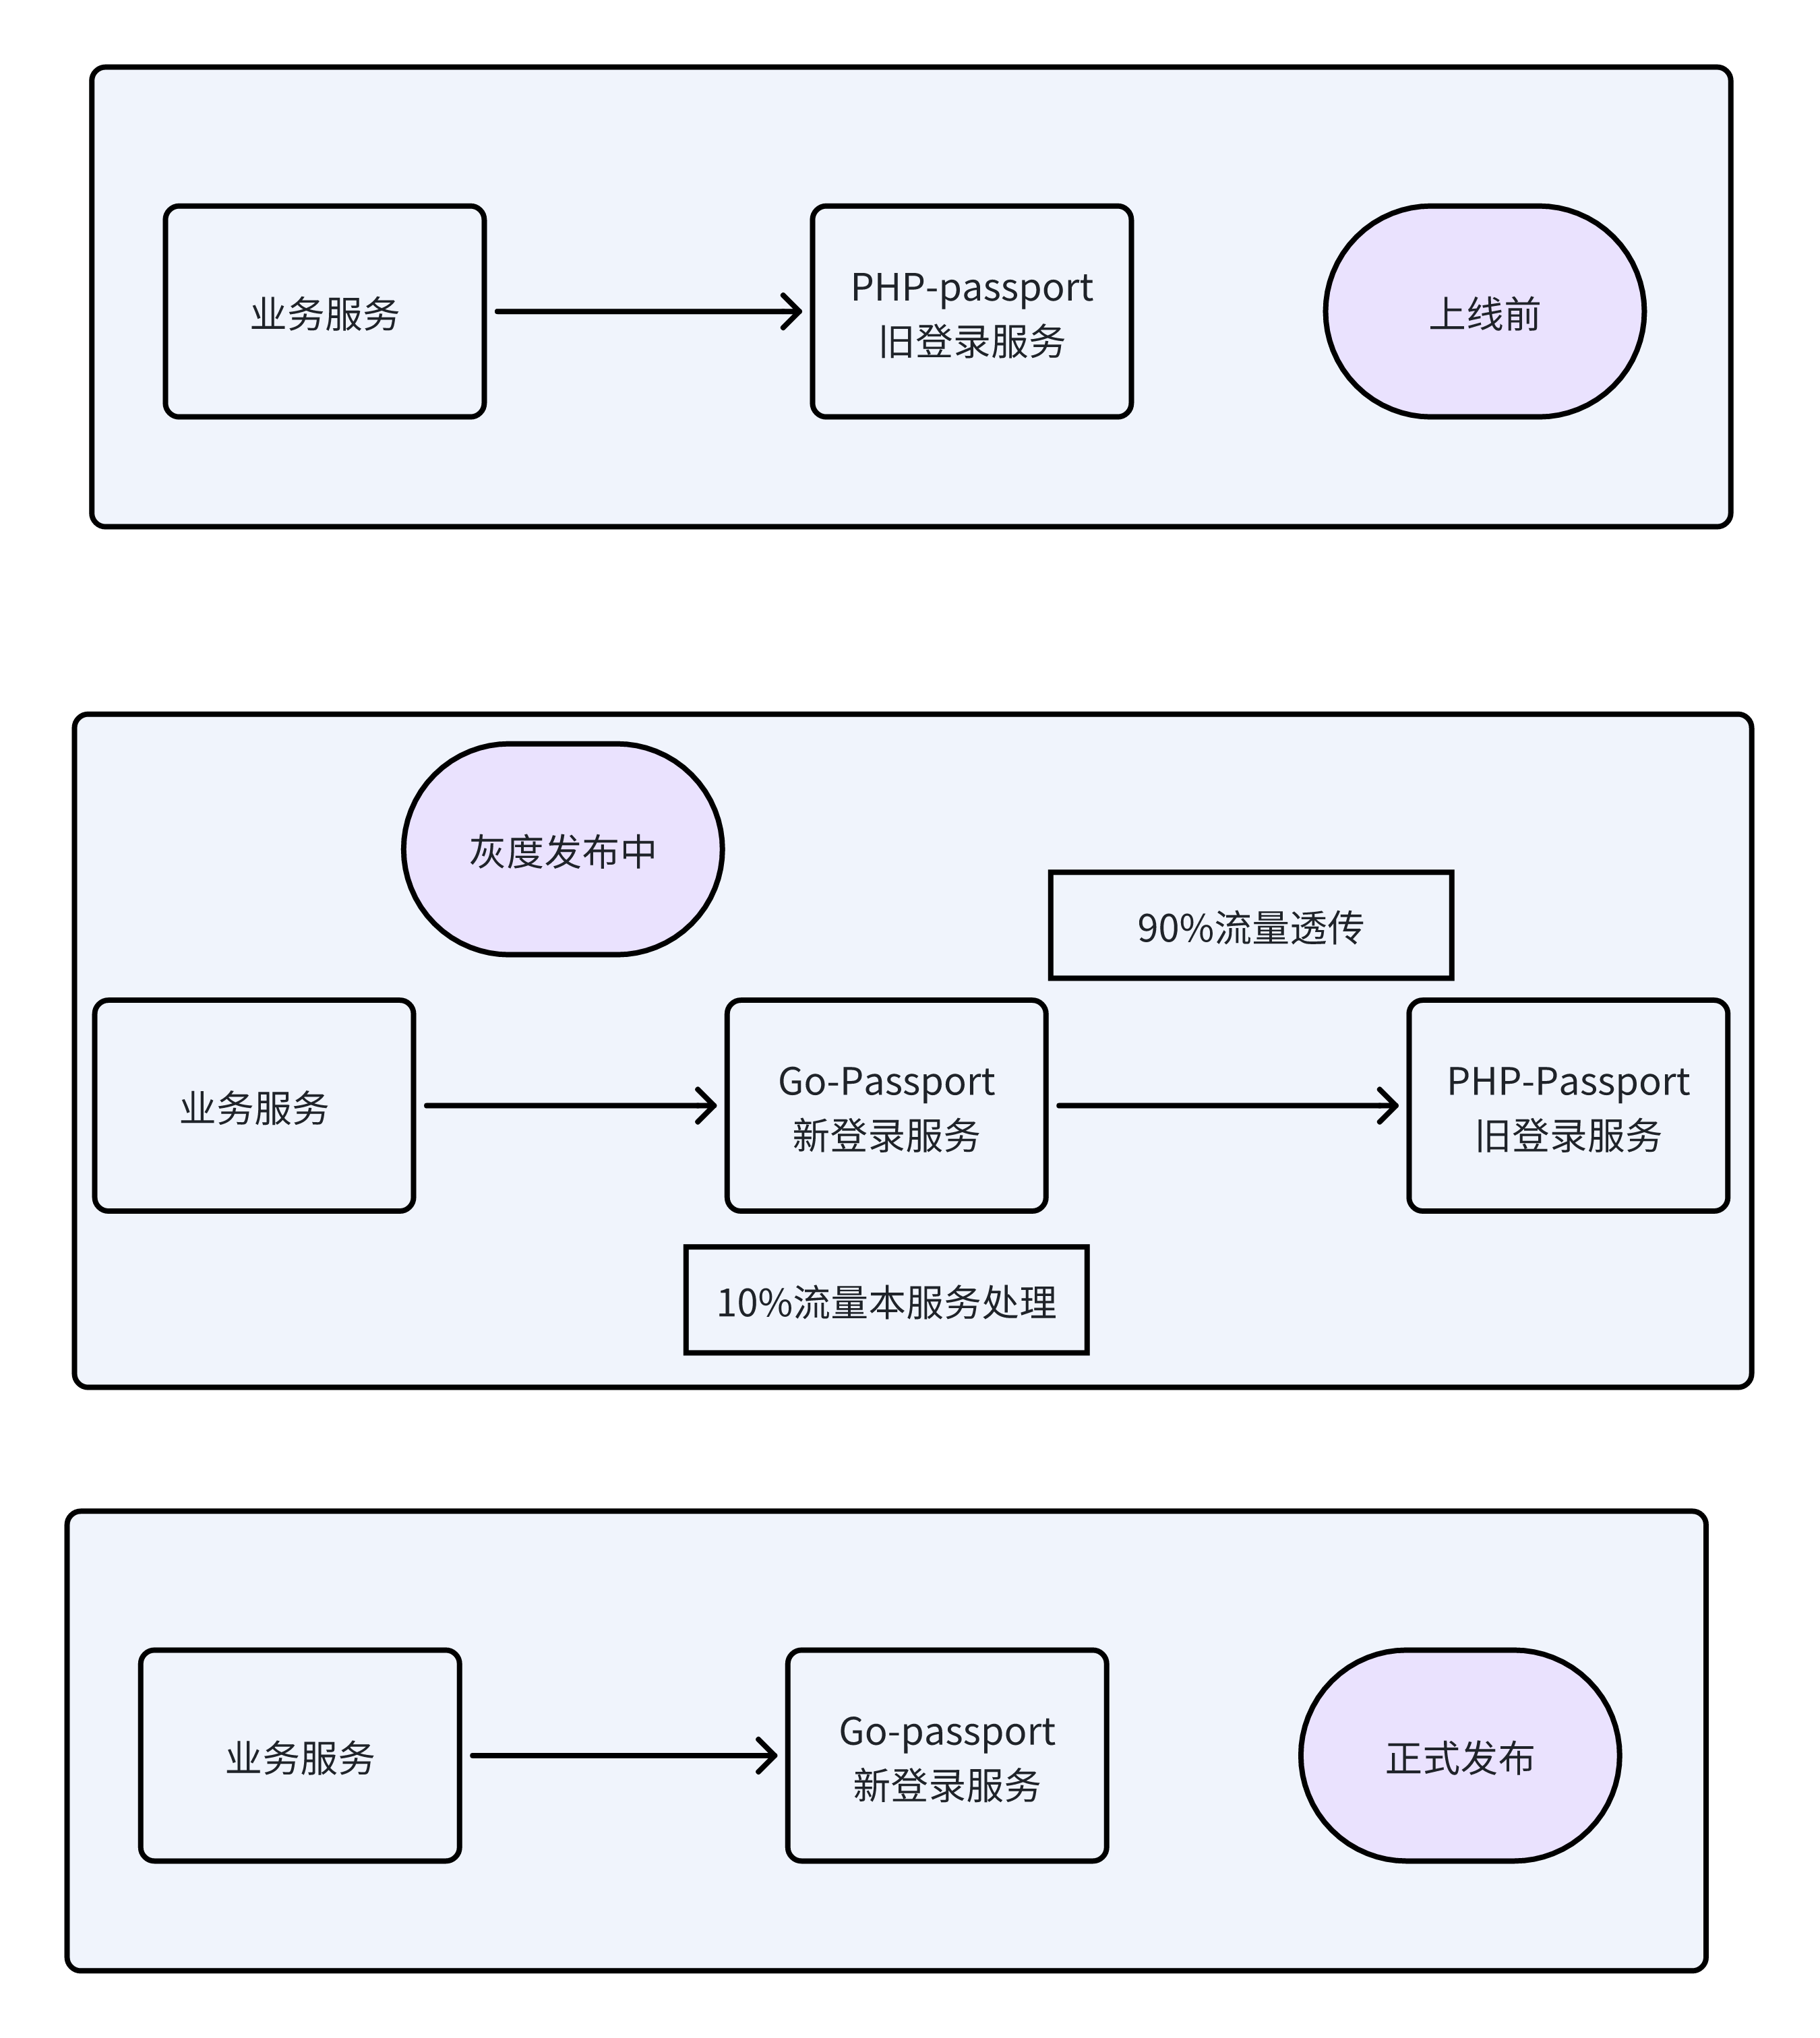 业务服务
PHP-passport
旧登录服务
上线前
灰度发布中
90%流量透传
业务服务
Go-Passport
新登录服务
PHP-Passport
旧登录服务
10%流量本服务处理
业务服务
Go-passport
新登录服务
正式发布